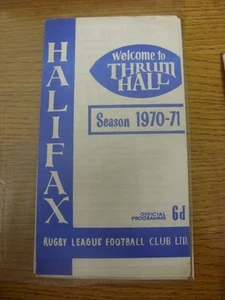 HALIFAX
Welcome to
THRUM
HALL
Season 1970-71
OFFICIAL
PROGRAMME
6d
RUGBY LEAGUE FOOTBALL CLUB LTD.